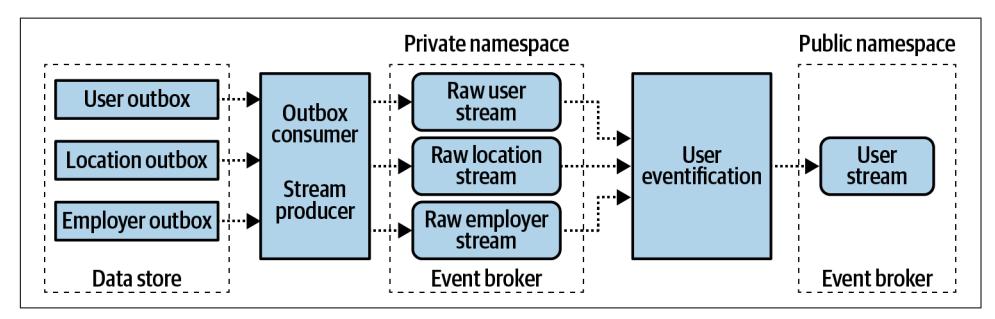 Private namespace
Public namespace
User outbox
Location outbox
Employer outbox
Data store
Outbox
consumer
Stream
producer
Raw user
stream
Raw location
stream
Raw employer
stream
Event broker
User
eventification
User
stream
Event broker